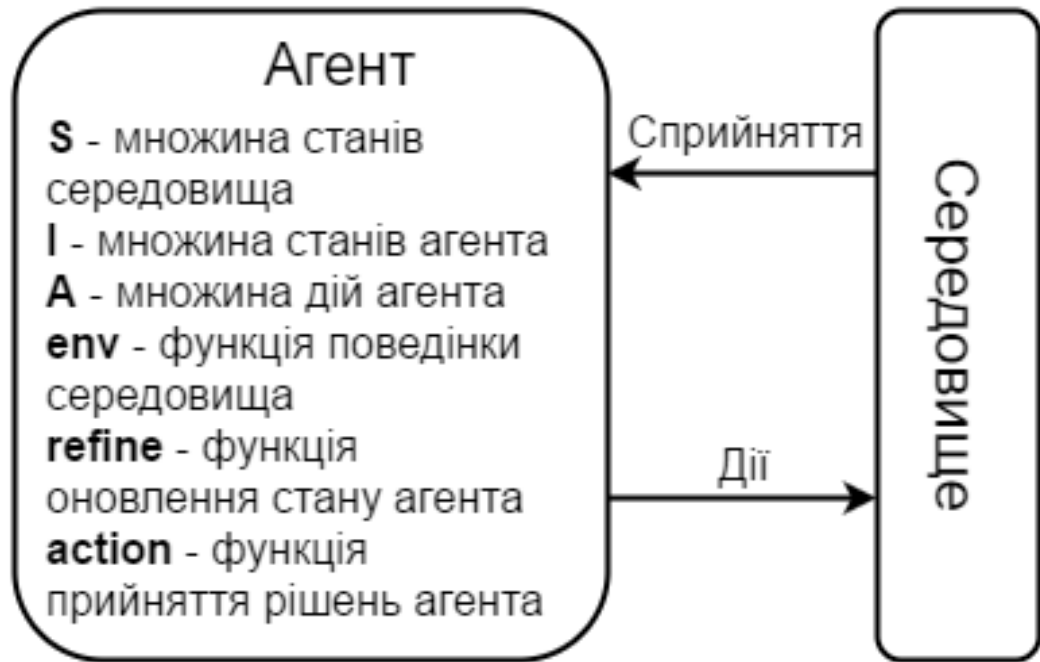 Агент
S - множина станів
середовища
I - множина станів агента
A - множина дій агента
env - функція поведінки
середовища
refine - функція
оновлення стану агента
action - функція
прийняття рішень агента
Сприйняття
Дії
Середовище